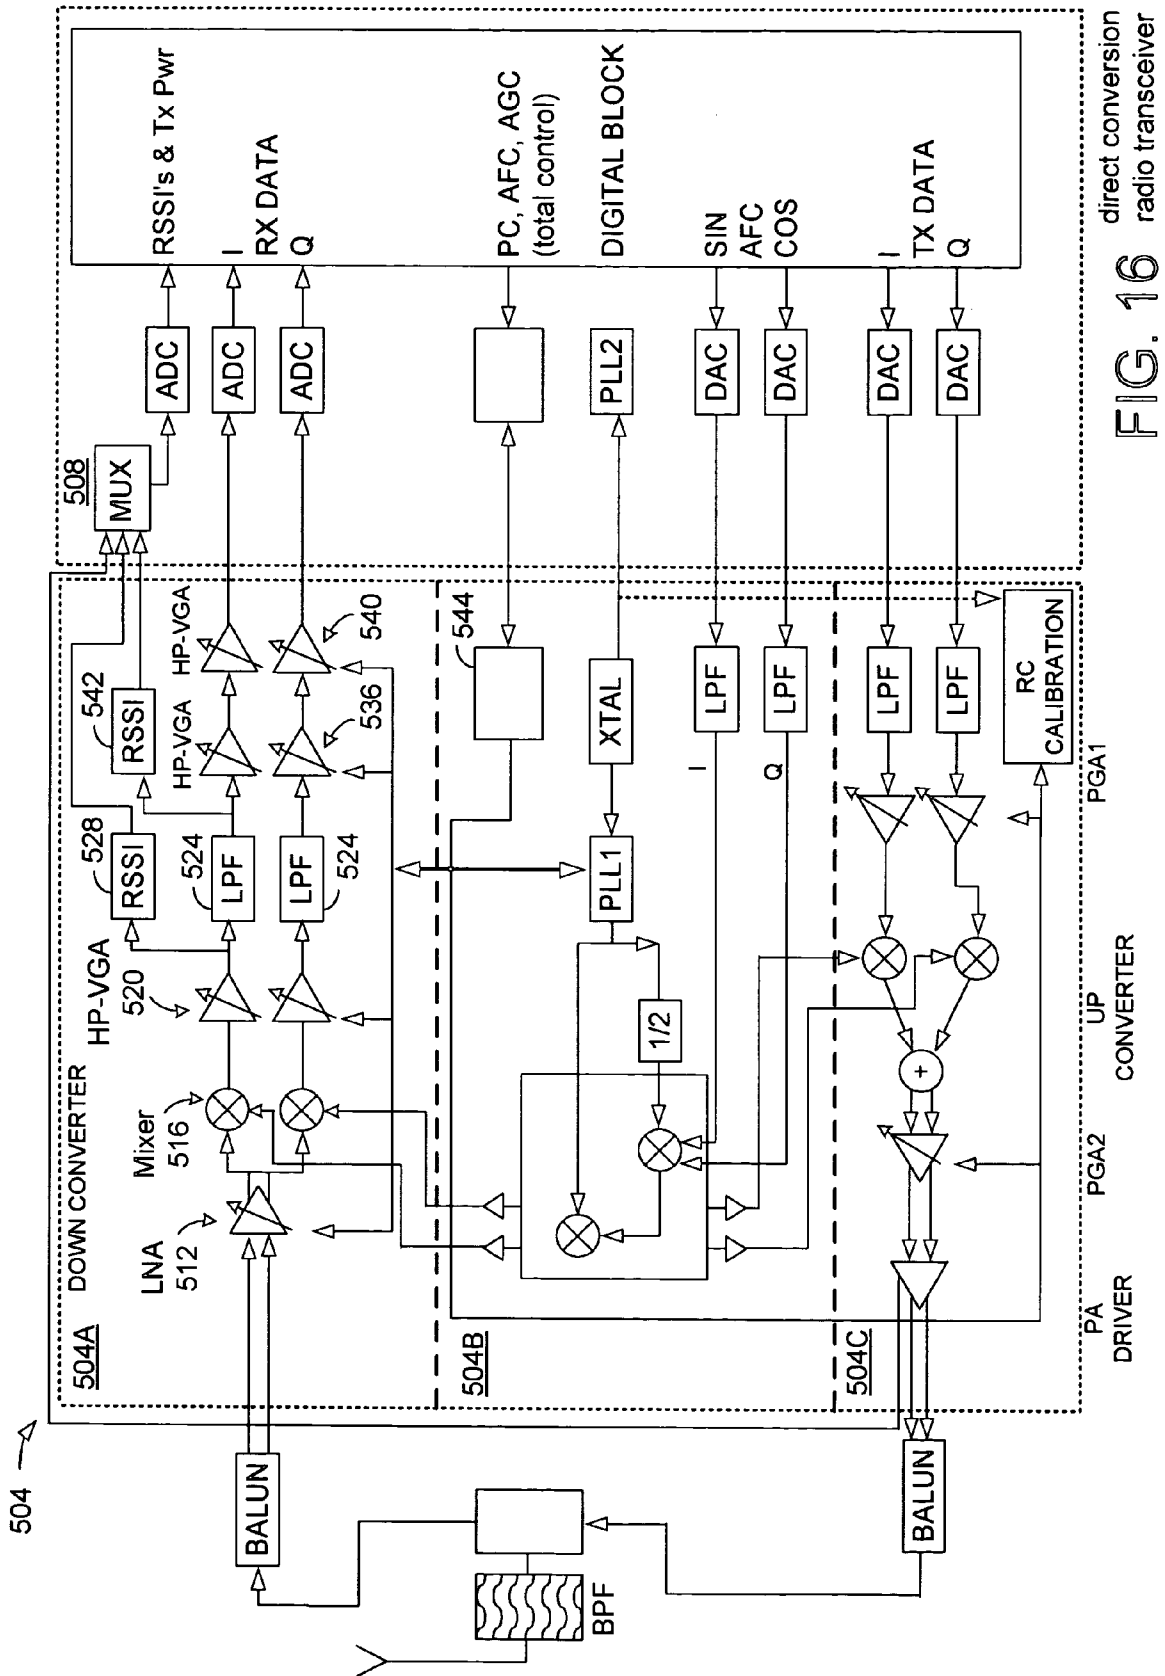 504
504A
DOWN CONVERTER
LNA
512
Mixer
516
HP-VGA
520
RSSI
528
RSSI
542
LPF
524
LPF
524
HP-VGA
HP-VGA
536
540
508
MUX
ADC
ADC
ADC
RSSI's & Tx Pwr
I
RX DATA
Q
BALUN
BPF
504B
1/2
PLL1
XTAL
544
PLL2
PC, AFC, AGC
(total control)
DIGITAL BLOCK
I
LPF
DAC
SIN
AFC
COS
Q
LPF
DAC
BALUN
504C
+
LPF
DAC
I
TX DATA
Q
LPF
DAC
RC
CALIBRATION
PA
DRIVER
PGA2
UP
CONVERTER
PGA1
FIG. 16
direct conversion
radio transceiver